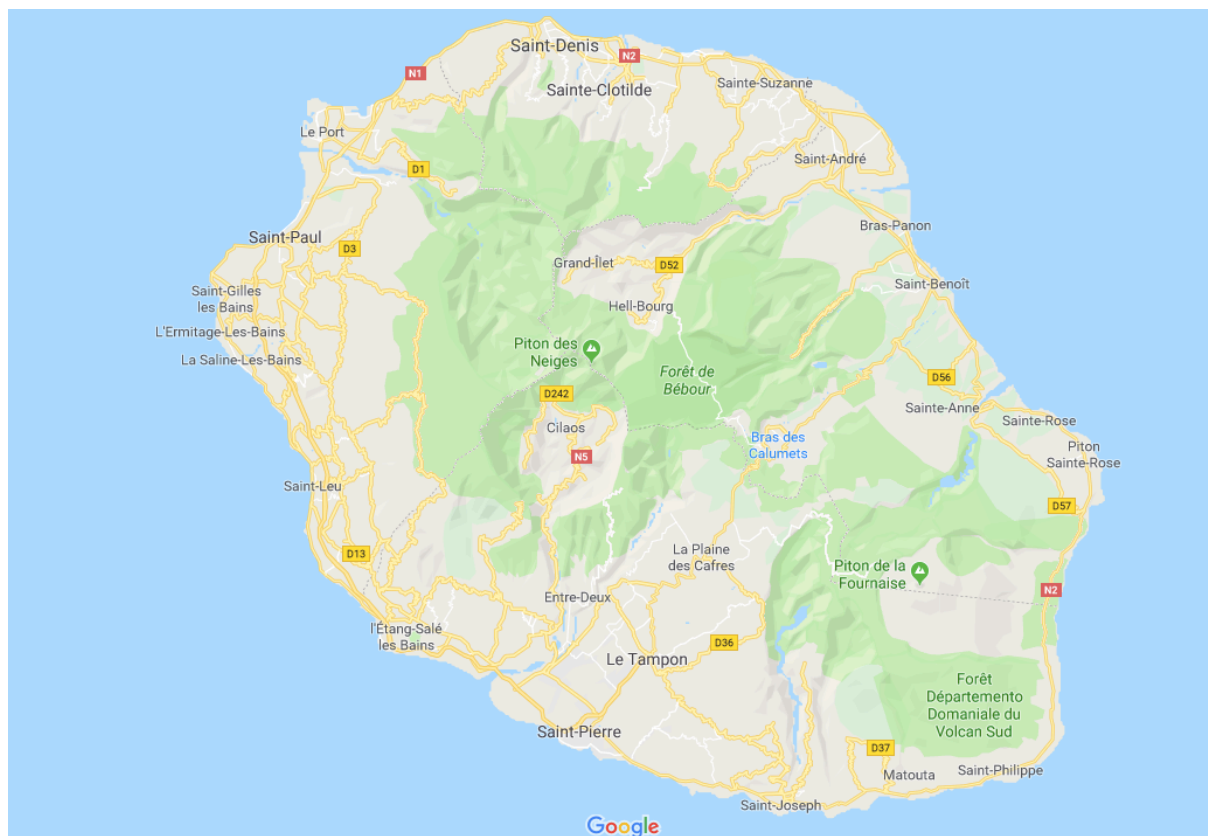 Saint-Denis
N2
N1
Sainte-Clotilde
Sainte-Suzanne
Le Port
Saint-André
D1
Bras-Panon
Saint-Paul
D3
Grand-Îlet
D52
Saint-Benoît
Saint-Gilles
les Bains
Hell-Bourg
L'Ermitage-Les-Bains
Piton des
Neiges
La Saline-Les-Bains
Forêt de
Bébour
D56
D242
Sainte-Anne
Sainte-Rose
Cilaos
Bras des
Calumets
Piton
Sainte-Rose
N5
Saint-Leu
D57
D13
La Plaine
des Cafres
Piton de la
Fournaise
N2
Entre-Deux
l'Étang-Salé
les Bains
D36
Le Tampon
Forêt
Départemento
Domaniale du
Volcan Sud
Saint-Pierre
D37
Matouta
Saint-Philippe
Saint-Joseph
Google